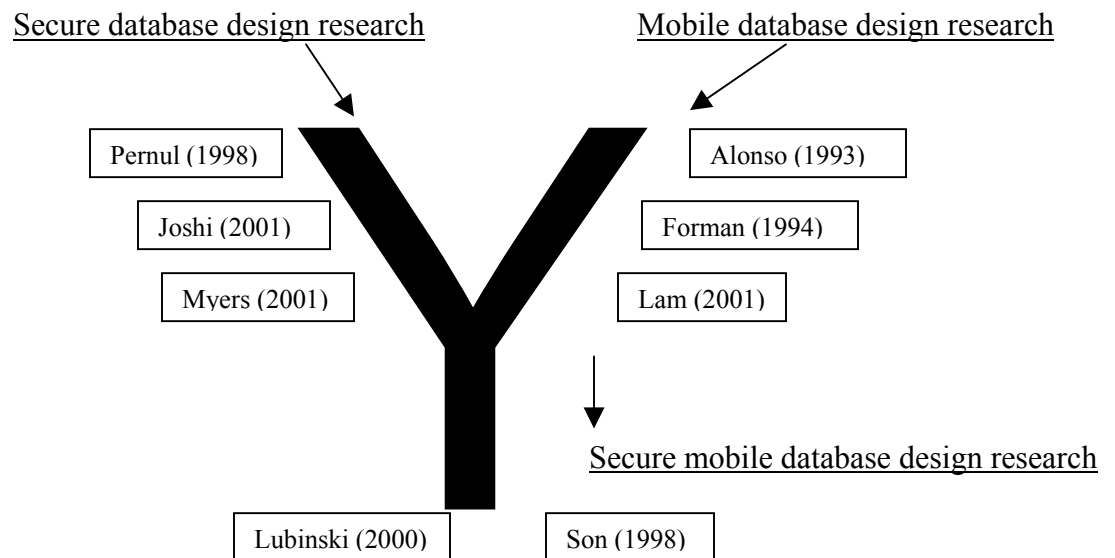 Secure database design research
Mobile database design research
Pernul (1998)
Alonso (1993)
Joshi (2001)
Forman (1994)
Myers (2001)
Lam (2001)
Secure mobile database design research
Lubinski (2000)
Son (1998)